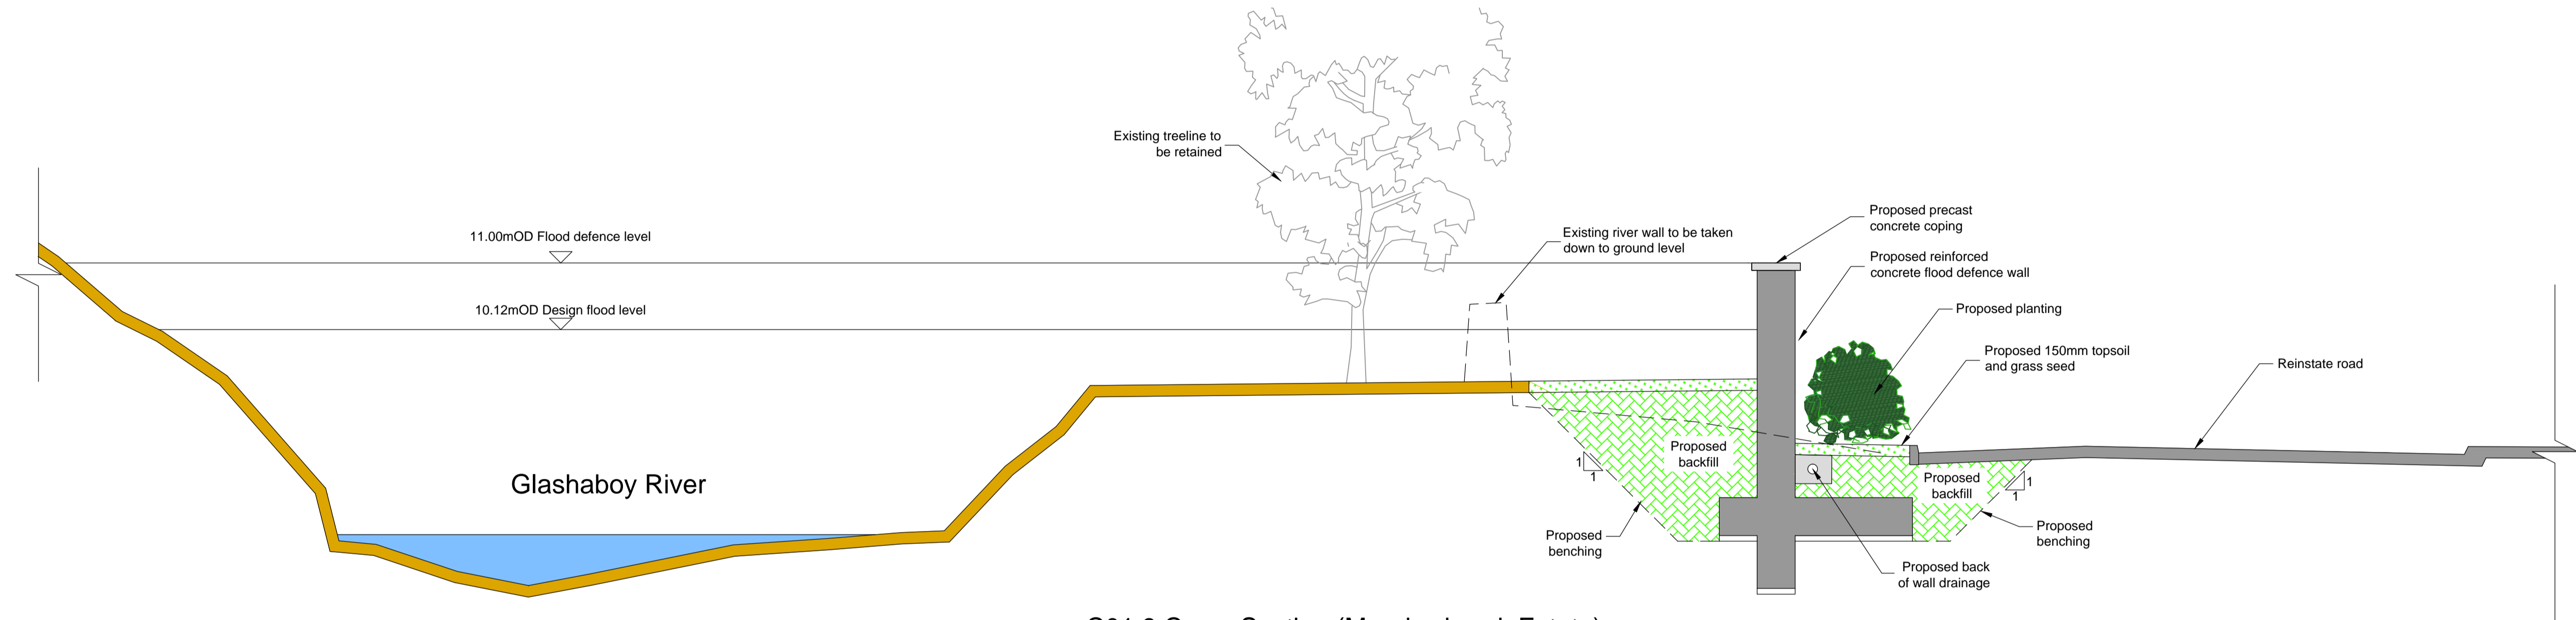 Existing treeline to
be retained
11.00mOD Flood defence level
10.12mOD Design flood level
Glashaboy River
Existing river wall to be taken
down to ground level
Proposed precast
concrete coping
Proposed reinforced
concrete flood defence wall
Proposed planting
Proposed 150mm topsoil
and grass seed
Reinstate road
Proposed
backfill
1
1
Proposed
benching
Proposed
backfill
1
1
Proposed
benching
Proposed back
of wall drainage